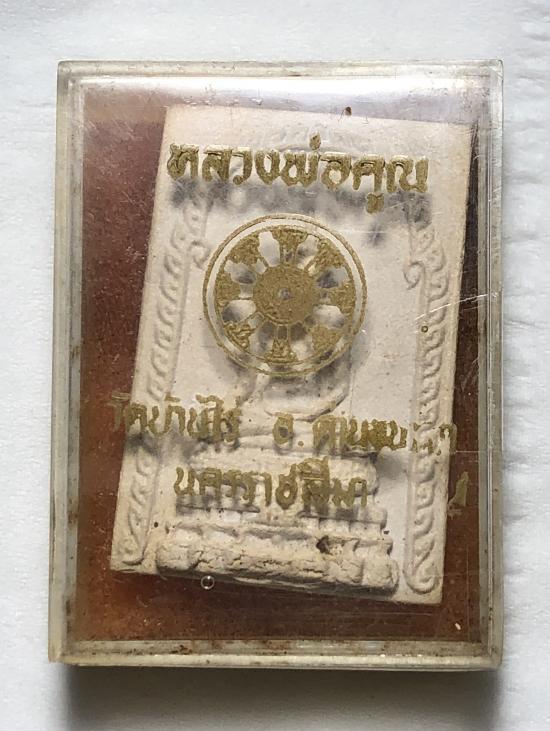 หลวงพ่อคูณ
วัดบ้านไร่ อ.ด่านขุนทด
นครราชสีมา